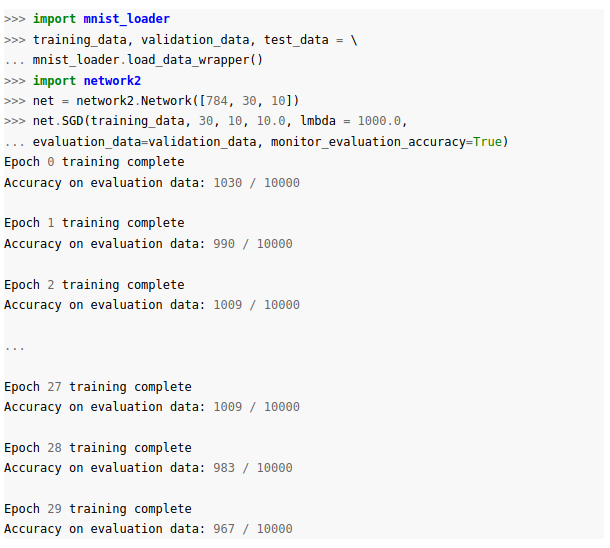 >>> import mnist_loader
>>> training_data, validation_data, test_data = \
... mnist_loader.load_data_wrapper()
>>> import network2
>>> net = network2.Network([784, 30, 10])
>>> net.SGD(training_data, 30, 10, 10.0, lmbda = 1000.0,
... evaluation_data=validation_data, monitor_evaluation_accuracy=True)
Epoch 0 training complete
Accuracy on evaluation data: 1030 / 10000
Epoch 1 training complete
Accuracy on evaluation data: 990 / 10000
Epoch 2 training complete
Accuracy on evaluation data: 1009 / 10000
...
Epoch 27 training complete
Accuracy on evaluation data: 1009 / 10000
Epoch 28 training complete
Accuracy on evaluation data: 983 / 10000
Epoch 29 training complete
Accuracy on evaluation data: 967 / 10000